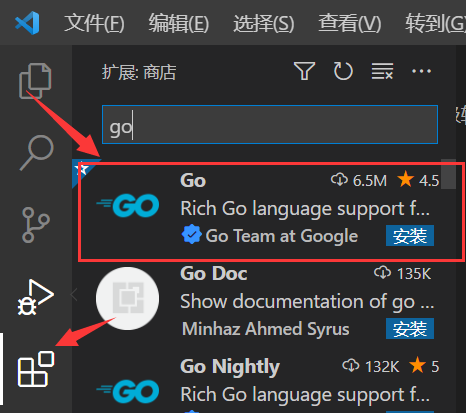 文件(F) 编辑(E) 选择(S) 查看(V) 转到(G)
扩展: 商店
go
Go 6.5M 4.5
Rich Go language support f...
Go Team at Google 安装
Go Doc 135K
Show documentation of go ...
Minhaz Ahmed Syrus 安装
Go Nightly 132K 5
Rich Go language support f...